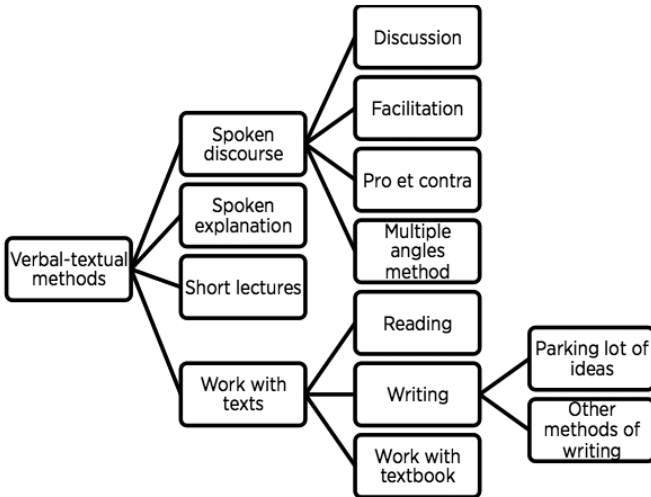 Discussion
Facilitation
Spoken
discourse
Pro et contra
Spoken
explanation
Multiple
angles
method
Verbal-textual
methods
Short lectures
Reading
Parking lot of
ideas
Work with
texts
Writing
Other
methods of
writing
Work with
textbook